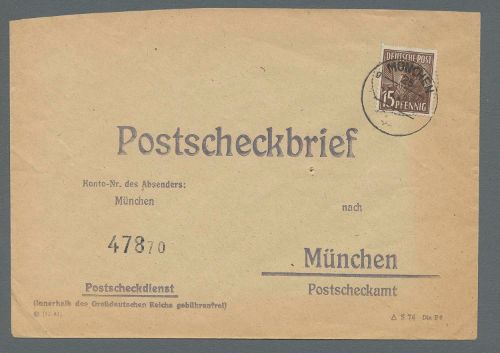 DEUTSCHE POST
MÜNCHEN
15 PFENNIG
Postscheckbrief
Konto-Nr. des Absenders:
München
nach
47870
München
Postscheckdienst
Postscheckamt
(innerhalb des Großdeutschen Reichs gebührenfrei)